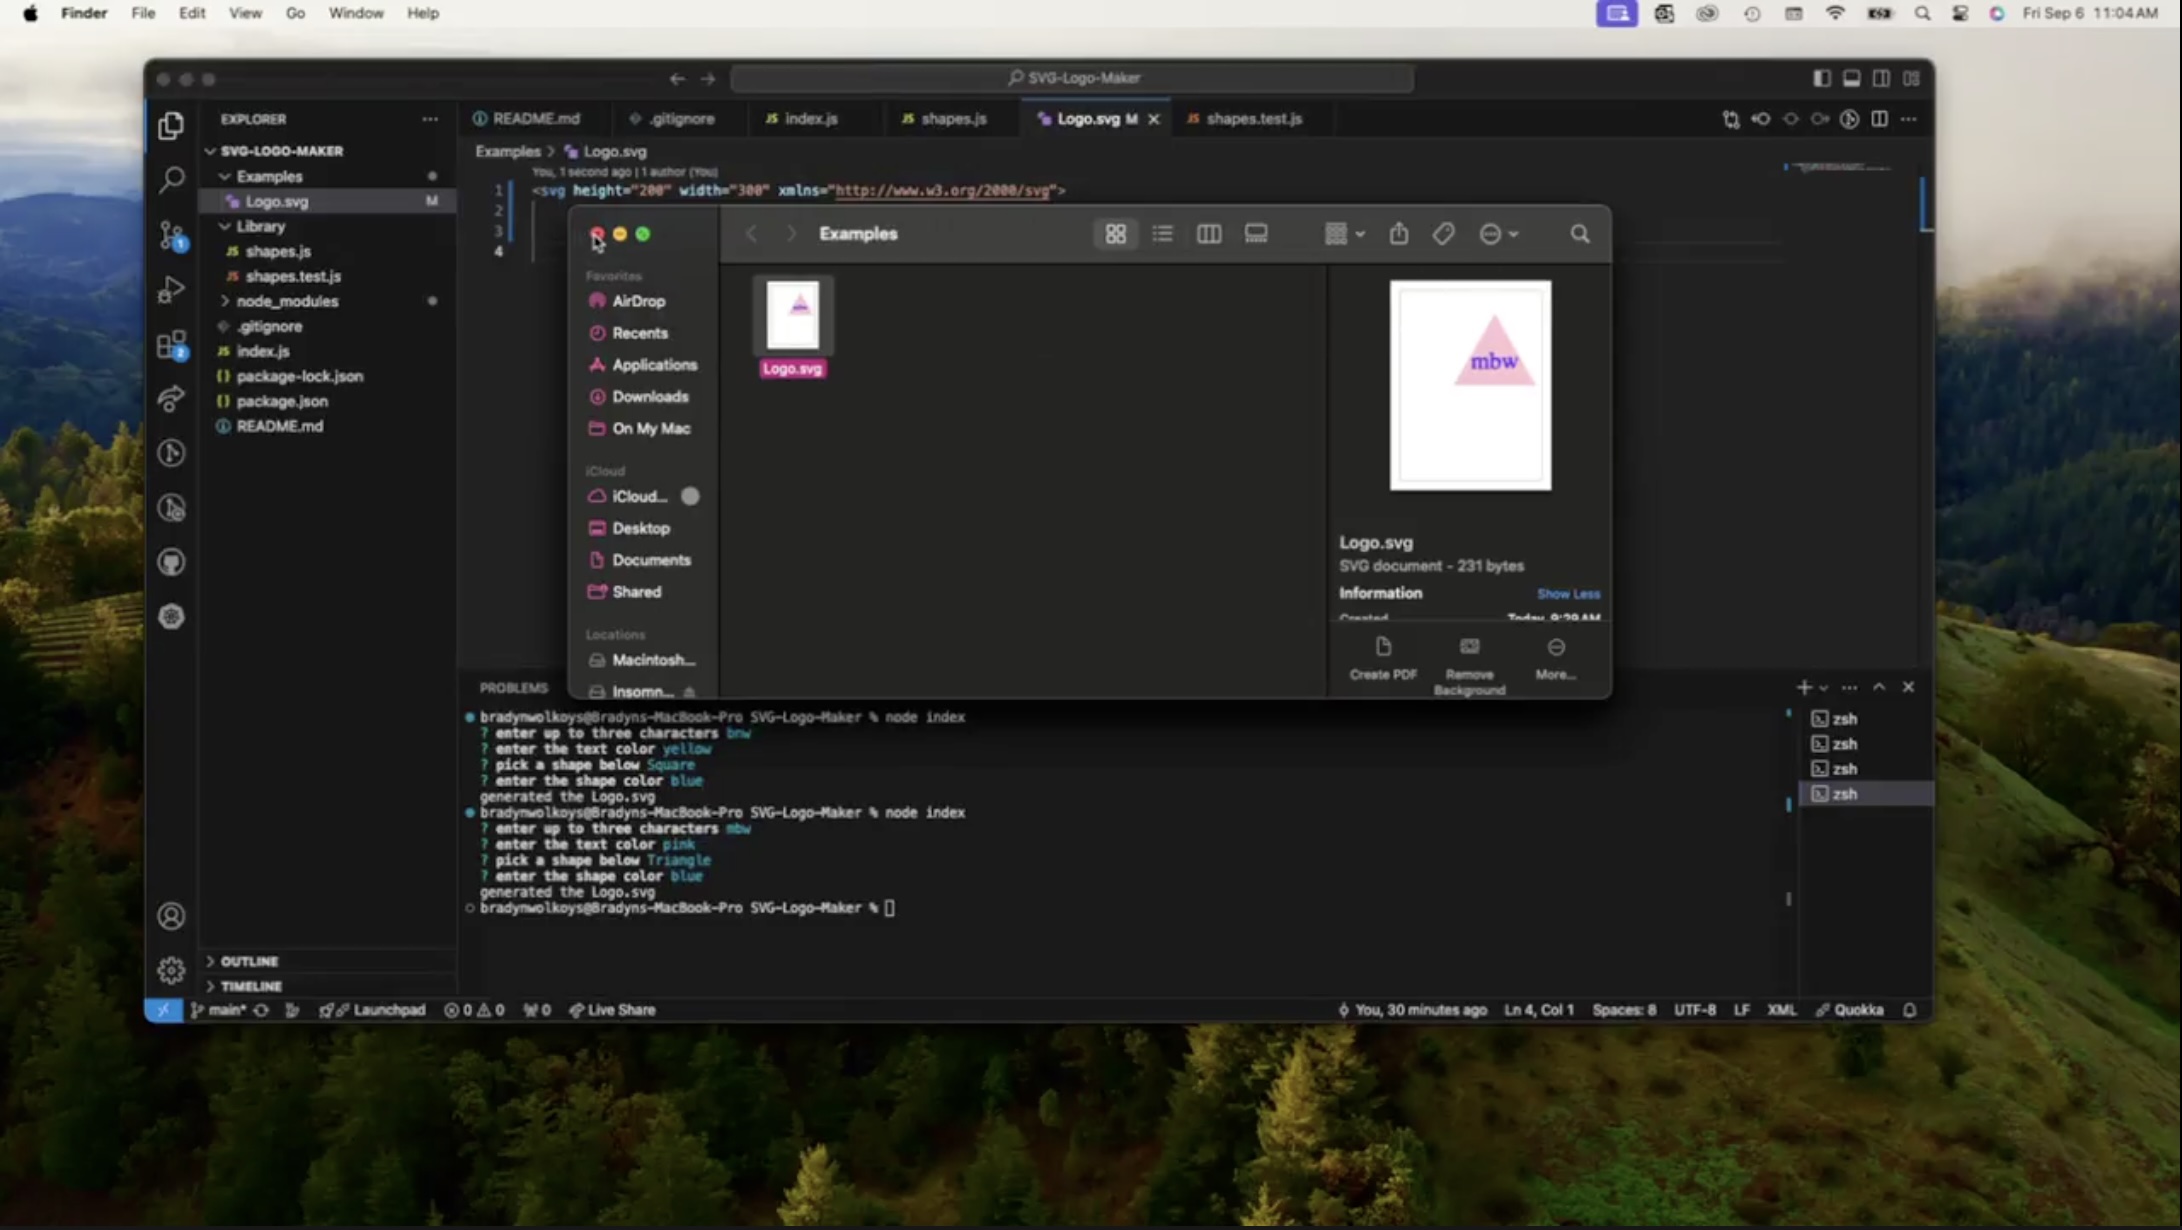 Finder File Edit View Go Window Help
Fri Sep 6 11:04 AM
SVG-Logo-Maker
EXPLORER
README.md .gitignore index.js shapes.js Logo.svg M shapes.test.js
SVG-LOGO-MAKER
Examples
Logo.svg M
Library
shapes.js
shapes.test.js
node_modules
.gitignore
index.js
package-lock.json
package.json
README.md
OUTLINE
TIMELINE
Examples > Logo.svg
You, 1 second ago | 1 author (You)
1 <svg height="200" width="300" xmlns="http://www.w3.org/2000/svg">
2
3
4
Examples
Favorites
AirDrop
Recents
Applications
Downloads
On My Mac
iCloud
iCloud...
Desktop
Documents
Shared
Locations
Macintosh...
Insomn...
mbw
Logo.svg
mbw
Logo.svg
SVG document - 231 bytes
Information Show Less
Created Today, 9:29 AM
Create PDF
Remove Background
More...
PROBLEMS
bradynwolkoys@Bradyns-MacBook-Pro SVG-Logo-Maker % node index
? enter up to three characters bnw
? enter the text color yellow
? pick a shape below Square
? enter the shape color blue
generated the Logo.svg
bradynwolkoys@Bradyns-MacBook-Pro SVG-Logo-Maker % node index
? enter up to three characters mbw
? enter the text color pink
? pick a shape below Triangle
? enter the shape color blue
generated the Logo.svg
bradynwolkoys@Bradyns-MacBook-Pro SVG-Logo-Maker %
zsh
zsh
zsh
zsh
main* Launchpad 0 0 0 Live Share
You, 30 minutes ago Ln 4, Col 1 Spaces: 8 UTF-8 LF XML Quokka